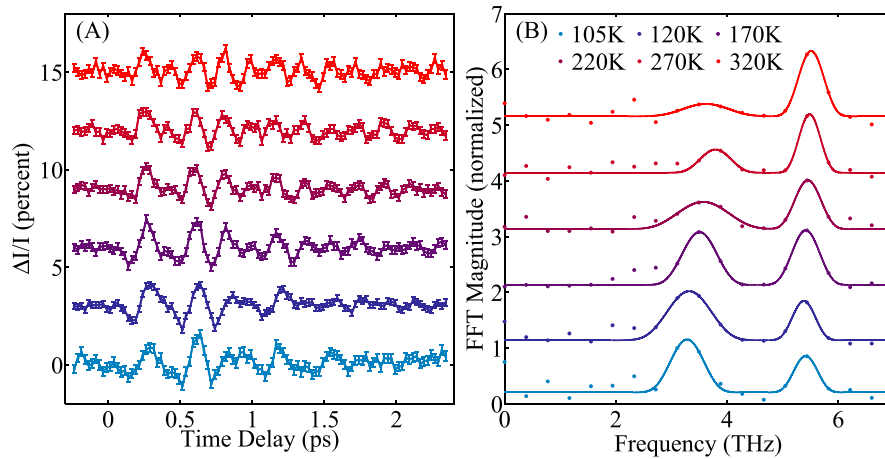 (A)
ΔI/I (percent)
15
10
5
0
0
0.5
1
1.5
2
Time Delay (ps)
(B)
105K 120K 170K
220K 270K 320K
FFT Magnitude (normalized)
7
6
5
4
3
2
1
0
0
2
4
6
Frequency (THz)